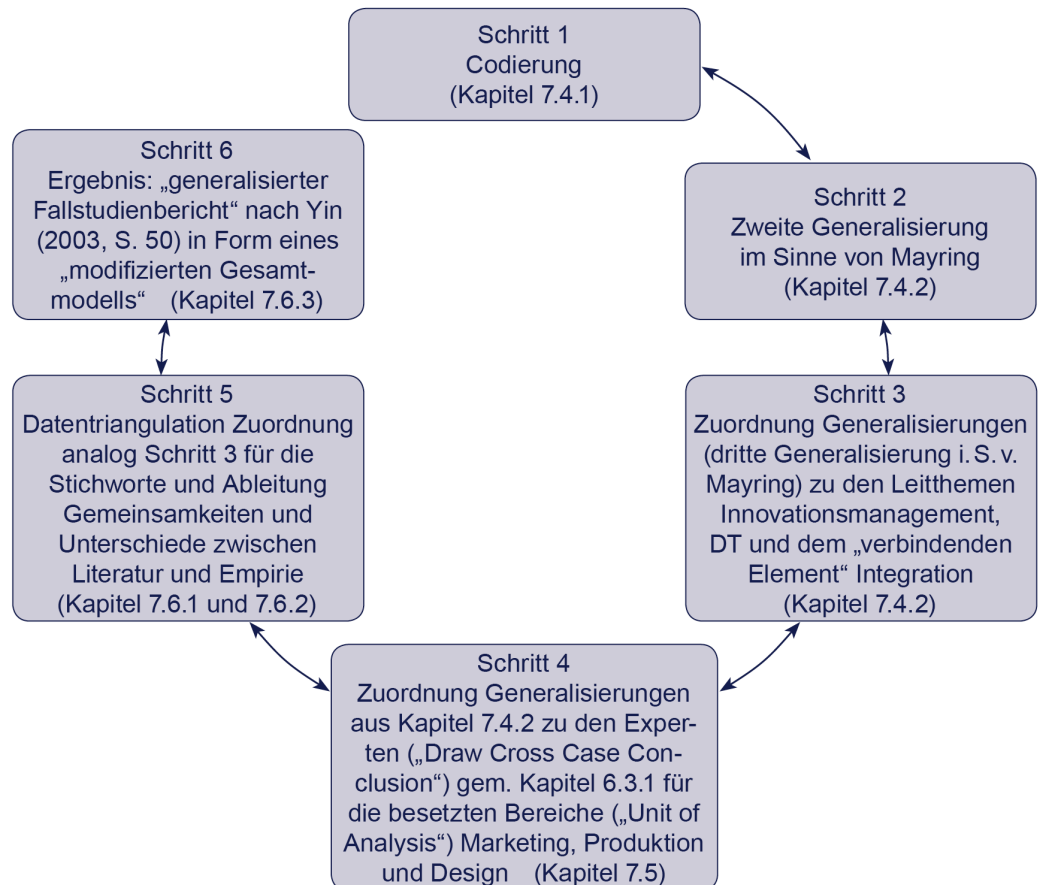 Schritt 1
Codierung
(Kapitel 7.4.1)
Schritt 2
Zweite Generalisierung
im Sinne von Mayring
(Kapitel 7.4.2)
Schritt 3
Zuordnung Generalisierungen
(dritte Generalisierung i. S. v.
Mayring) zu den Leitthemen
Innovationsmanagement,
DT und dem „verbindenden
Element“ Integration
(Kapitel 7.4.2)
Schritt 4
Zuordnung Generalisierungen
aus Kapitel 7.4.2 zu den Exper-
ten („Draw Cross Case Con-
clusion“) gem. Kapitel 6.3.1 für
die besetzten Bereiche („Unit of
Analysis“) Marketing, Produktion
und Design (Kapitel 7.5)
Schritt 5
Datentriangulation Zuordnung
analog Schritt 3 für die
Stichworte und Ableitung
Gemeinsamkeiten und
Unterschiede zwischen
Literatur und Empirie
(Kapitel 7.6.1 und 7.6.2)
Schritt 6
Ergebnis: „generalisierter
Fallstudienbericht“ nach Yin
(2003, S. 50) in Form eines
„modifizierten Gesamt-
modells“ (Kapitel 7.6.3)